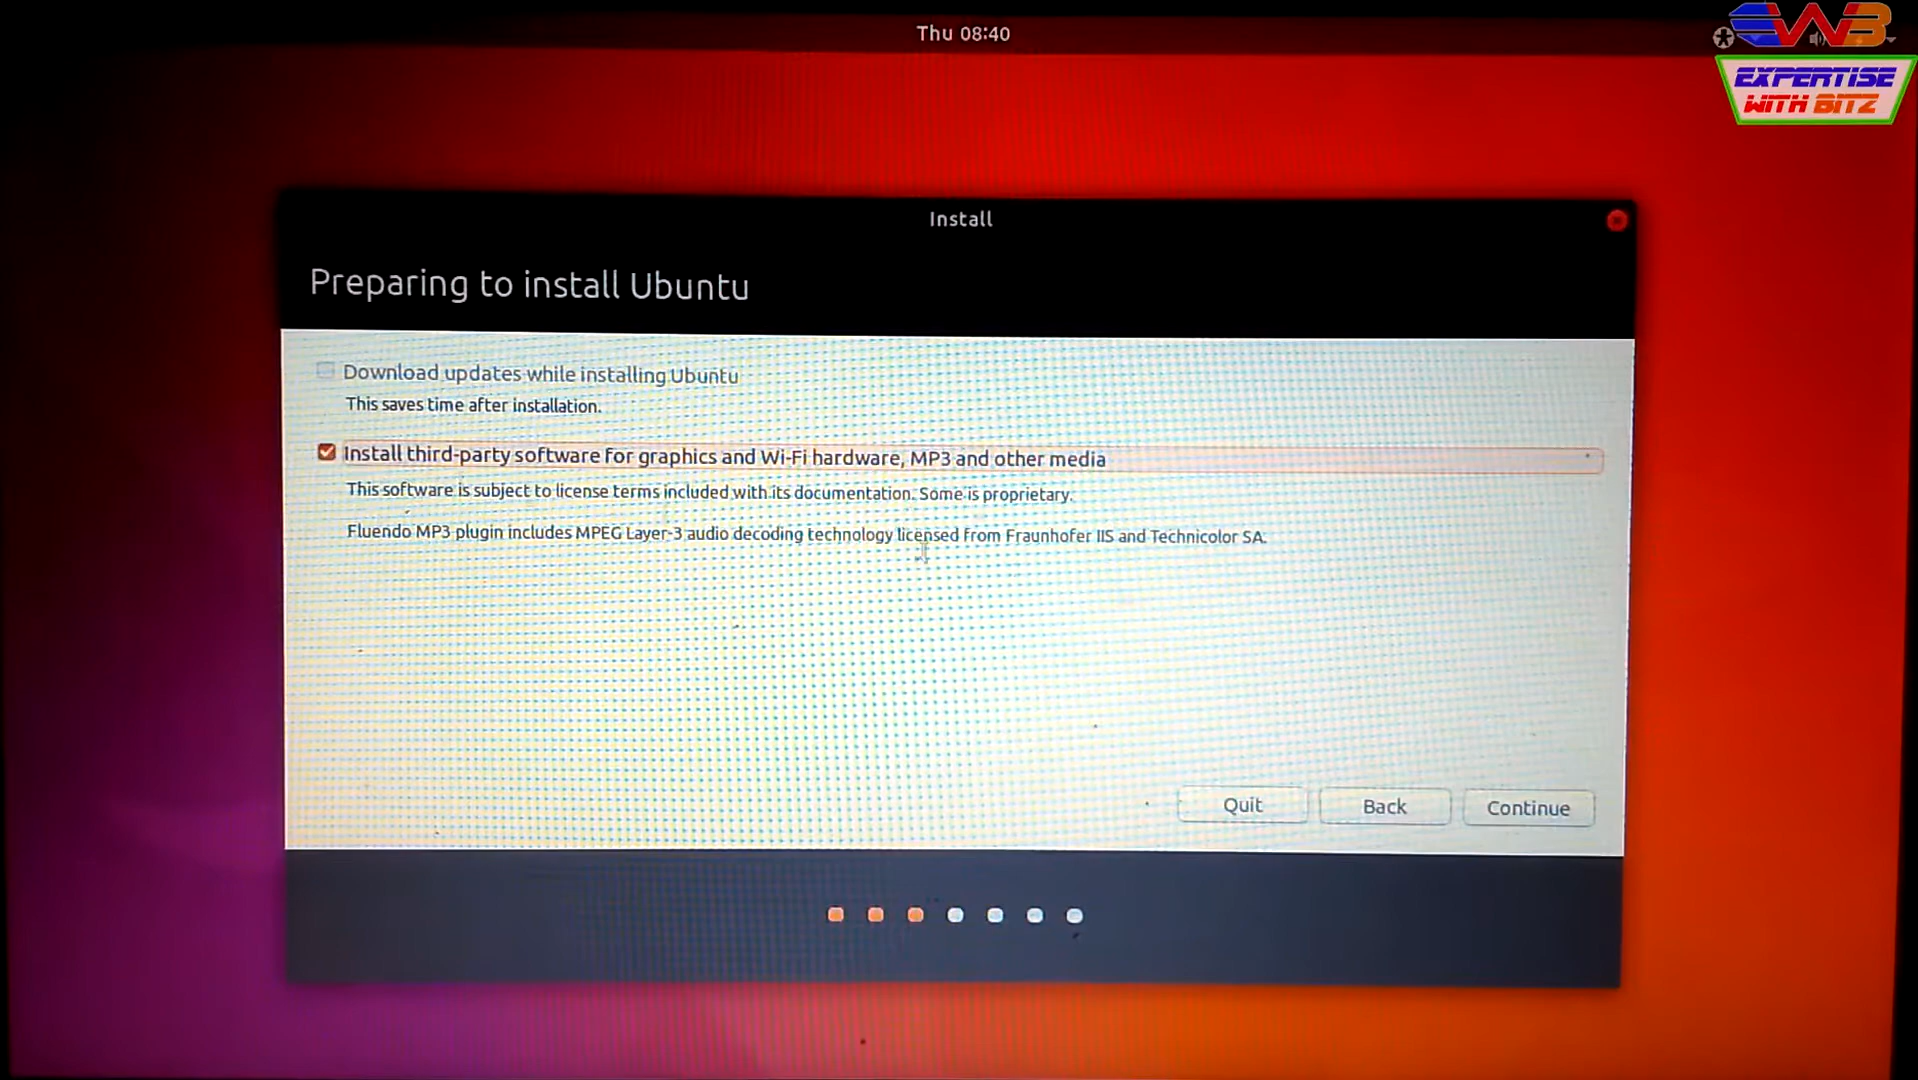 Thu 08:40
EWB
EXPERTISE
WITH BITZ
Install
Preparing to install Ubuntu
Download updates while installing Ubuntu
This saves time after installation.
Install third-party software for graphics and Wi-Fi hardware, MP3 and other media
This software is subject to license terms included with its documentation. Some is proprietary.
Fluendo MP3 plugin includes MPEG Layer-3 audio decoding technology licensed from Fraunhofer IIS and Technicolor SA.
Quit
Back
Continue